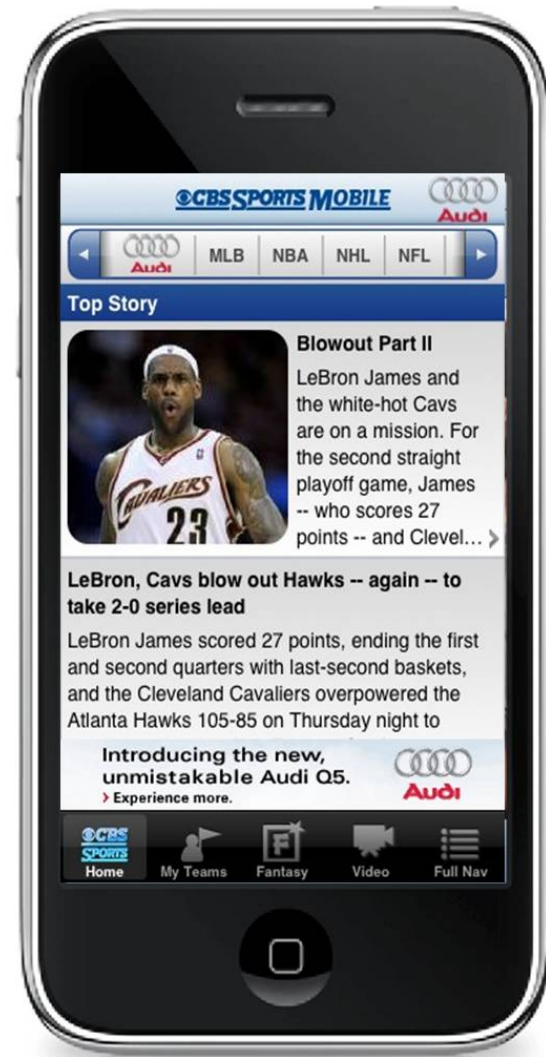 CBS SPORTS MOBILE
Audi
Audi
MLB
NBA
NHL
NFL
Top Story
CAVALIERS
23
Blowout Part II
LeBron James and
the white-hot Cavs
are on a mission. For
the second straight
playoff game, James
-- who scores 27
points -- and Clevel...
LeBron, Cavs blow out Hawks -- again -- to
take 2-0 series lead
LeBron James scored 27 points, ending the first
and second quarters with last-second baskets,
and the Cleveland Cavaliers overpowered the
Atlanta Hawks 105-85 on Thursday night to
Introducing the new,
unmistakable Audi Q5.
Experience more.
Audi
CBS
SPORTS
Home
My Teams
F
Fantasy
Video
Full Nav